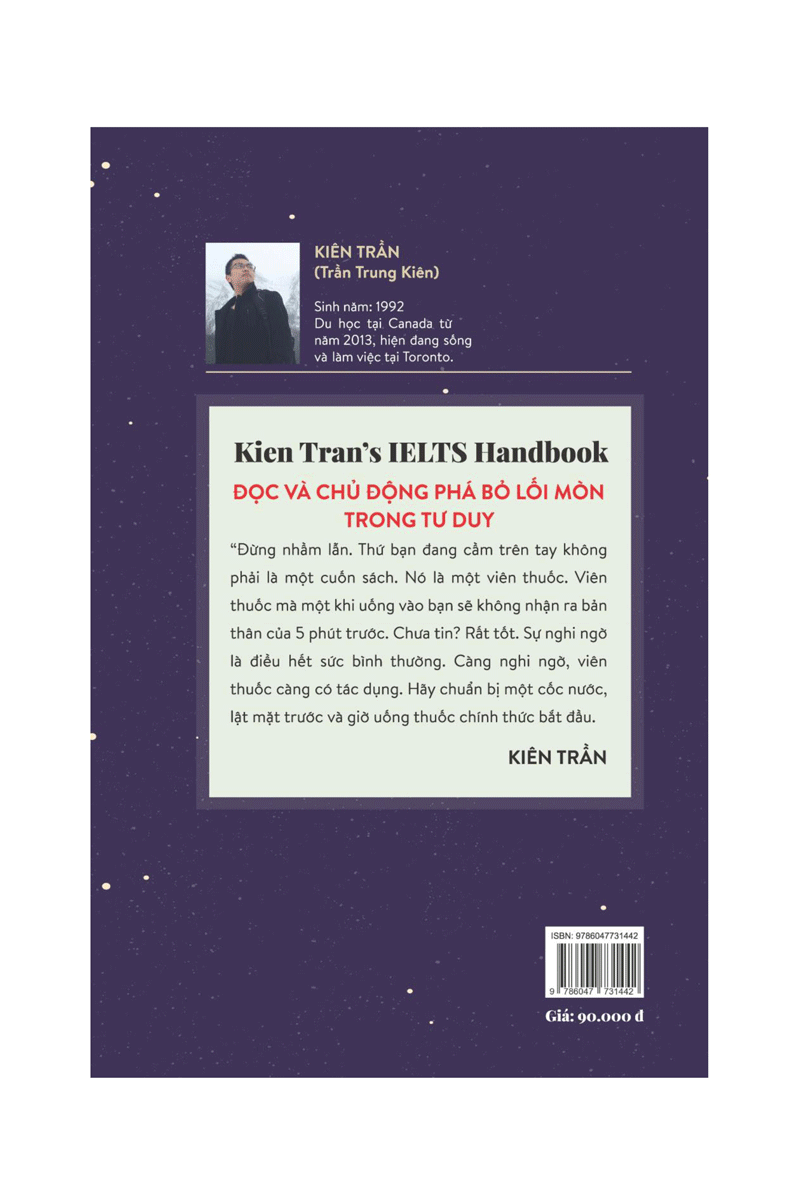 KIÊN TRẦN
(Trần Trung Kiên)
Sinh năm: 1992
Du học tại Canada từ
năm 2013, hiện đang sống
và làm việc tại Toronto.
Kien Tran’s IELTS Handbook
ĐỌC VÀ CHỦ ĐỘNG PHÁ BỎ LỐI MÒN
TRONG TƯ DUY
“Đừng nhầm lẫn. Thứ bạn đang cầm trên tay không
phải là một cuốn sách. Nó là một viên thuốc. Viên
thuốc mà một khi uống vào bạn sẽ không nhận ra bản
thân của 5 phút trước. Chưa tin? Rất tốt. Sự nghi ngờ
là điều hết sức bình thường. Càng nghi ngờ, viên
thuốc càng có tác dụng. Hãy chuẩn bị một cốc nước,
lật mặt trước và giờ uống thuốc chính thức bắt đầu.
KIÊN TRẦN
ISBN: 9786047731442
9 786047 731442
Giá: 90.000 đ